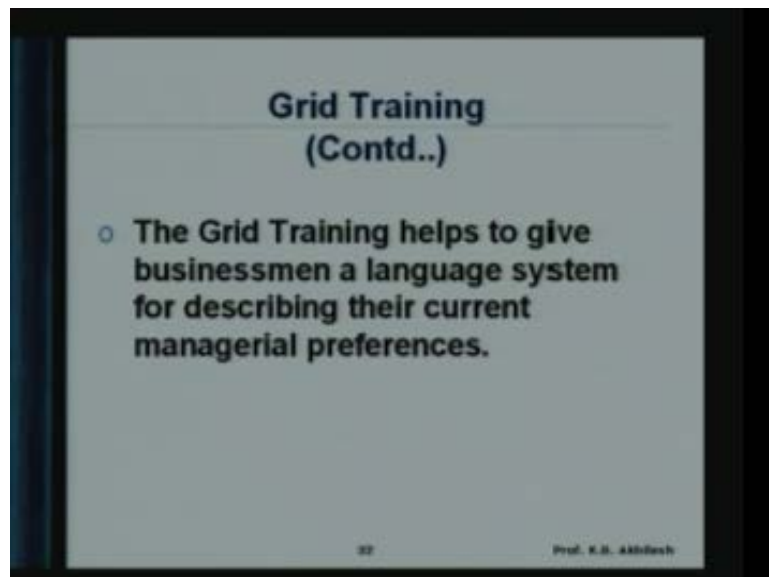 Grid Training
(Contd..)
o The Grid Training helps to give
businessmen a language system
for describing their current
managerial preferences.
Prof. K.B. Akhilesh